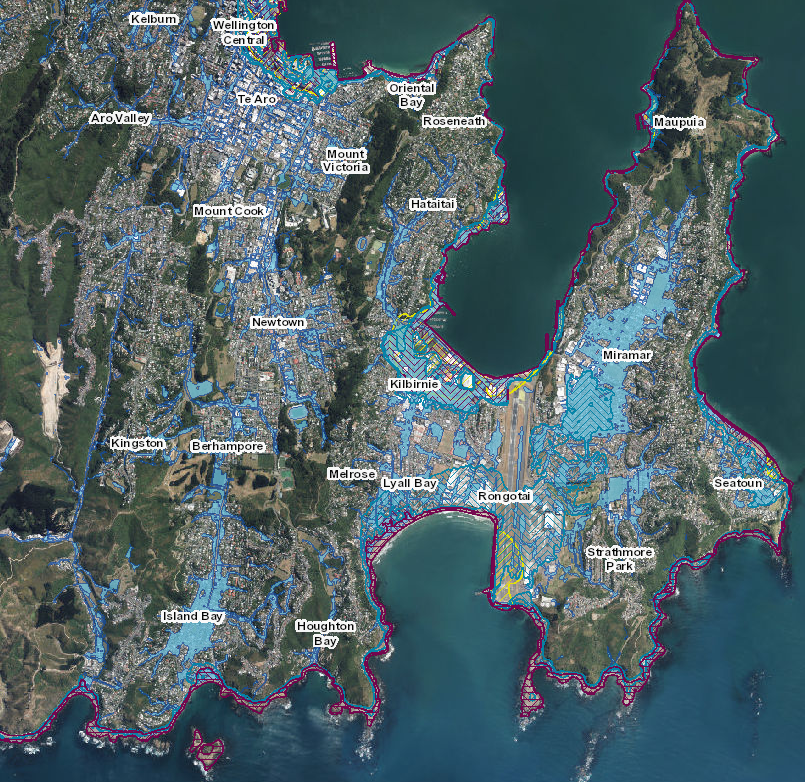 Kelburn
Wellington
Central
Te Aro
Oriental
Bay
Aro Valley
Roseneath
Maupuia
Mount
Victoria
Mount Cook
Hataitai
Newtown
Miramar
Kilbirnie
Kingston
Berhampore
Melrose
Lyall Bay
Rongotai
Seatoun
Strathmore
Park
Island Bay
Houghton
Bay